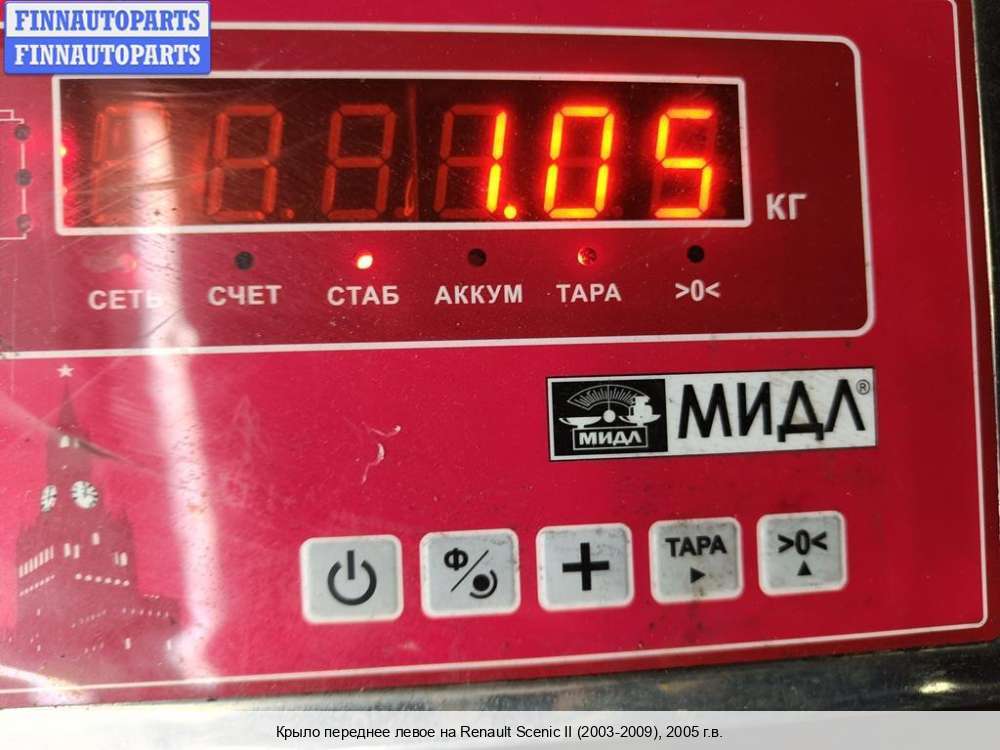 FINNAUTOPARTS
FINNAUTOPARTS
1.05
КГ
СЕТЬ СЧЕТ СТАБ АККУМ ТАРА >0<
МИДЛ МИДЛ®
Ф ТАРА >0<
Крыло переднее левое на Renault Scenic II (2003-2009), 2005 г.в.